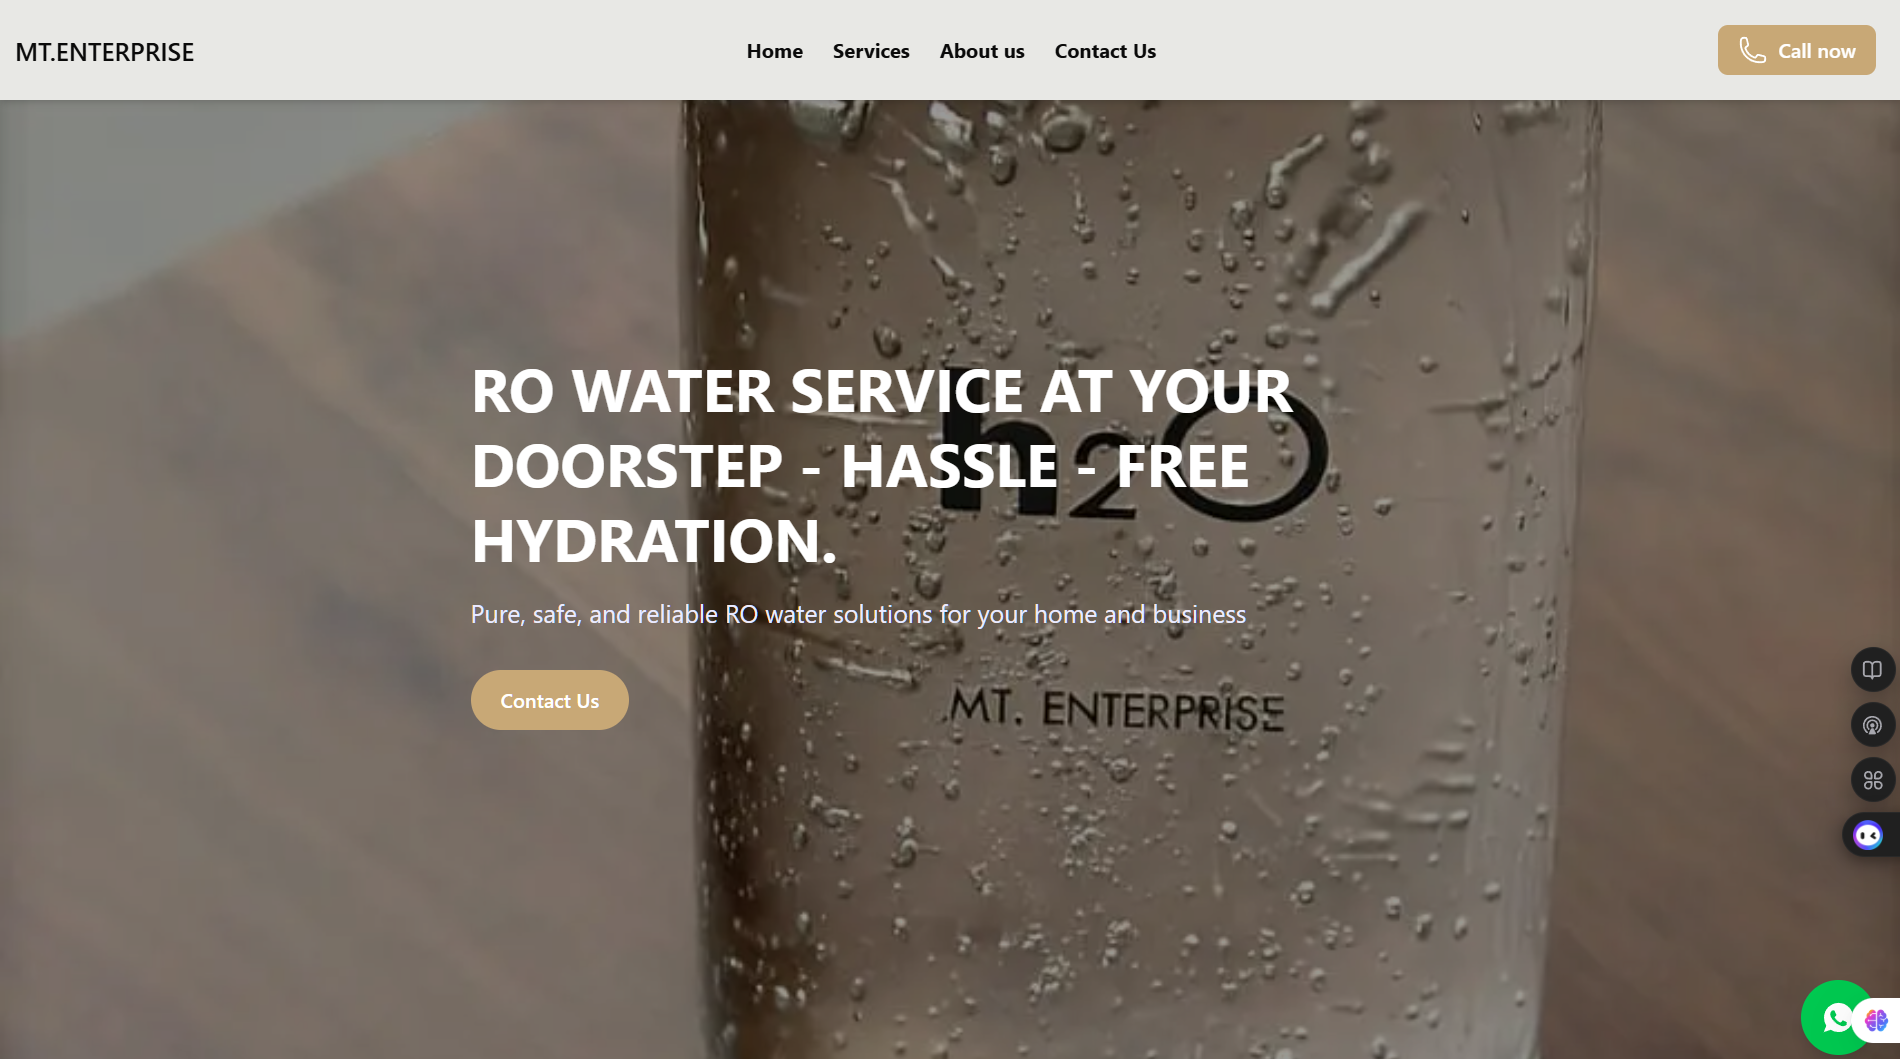 MT.ENTERPRISE
Home
Services
About us
Contact Us
Call now
RO WATER SERVICE AT YOUR
DOORSTEP - HASSLE - FREE
HYDRATION.
Pure, safe, and reliable RO water solutions for your home and business
Contact Us
h2O
MT. ENTERPRISE